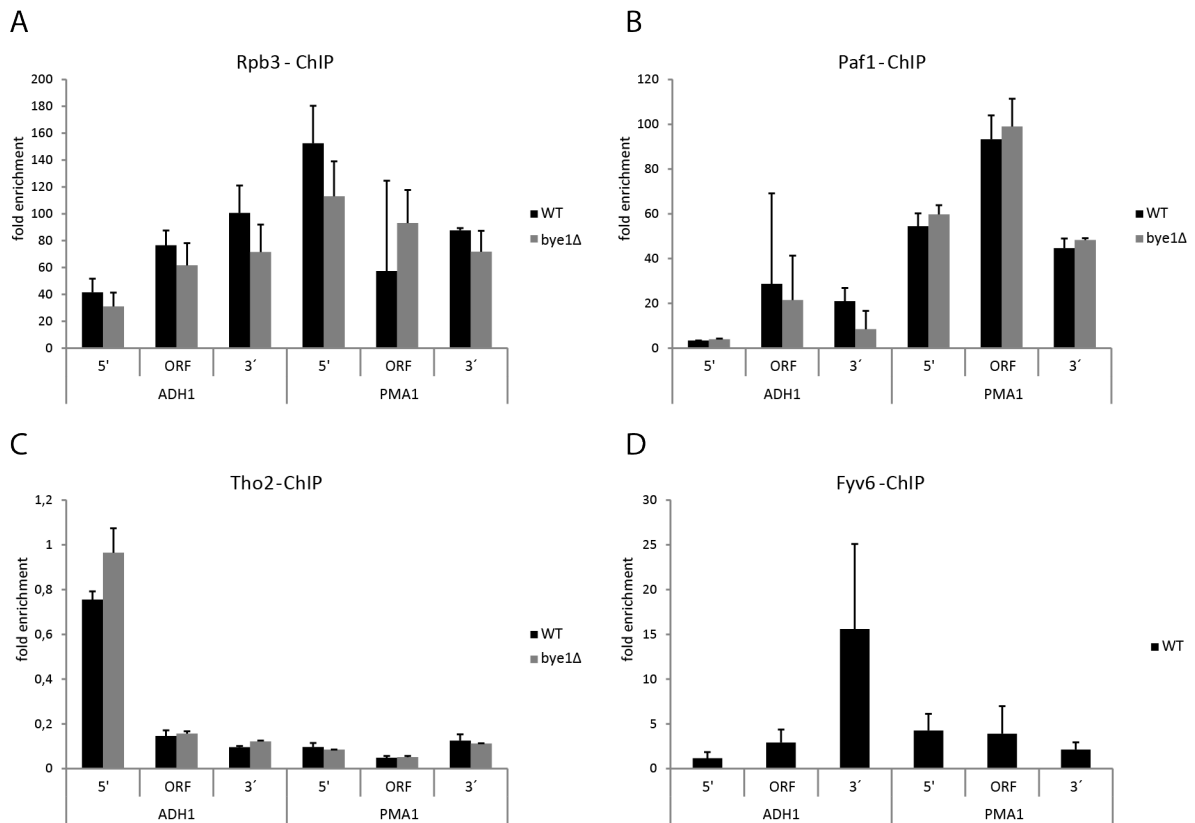 A
Rpb3 - ChIP
fold enrichment
200
180
160
140
120
100
80
60
40
20
0
5' ORF 3´ 5' ORF 3´
ADH1 PMA1
WT
bye1Δ
B
Paf1-ChIP
fold enrichment
120
100
80
60
40
20
0
5' ORF 3´ 5' ORF 3´
ADH1 PMA1
WT
bye1Δ
C
Tho2-ChIP
fold enrichment
1,2
1
0,8
0,6
0,4
0,2
0
5' ORF 3´ 5' ORF 3´
ADH1 PMA1
WT
bye1Δ
D
Fyv6 -ChIP
fold enrichment
30
25
20
15
10
5
0
5' ORF 3´ 5' ORF 3´
ADH1 PMA1
WT